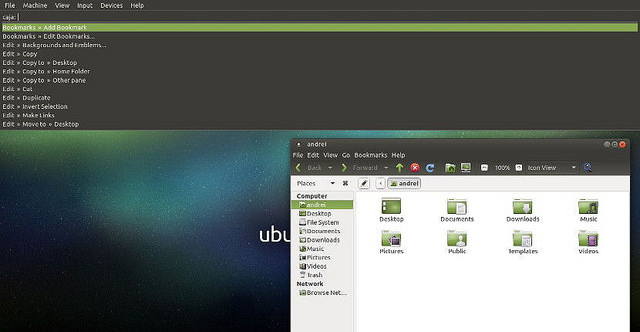 File Machine View Input Devices Help
caja:
Bookmarks » Add Bookmark
Bookmarks » Edit Bookmarks...
Edit » Backgrounds and Emblems...
Edit » Copy
Edit » Copy to » Desktop
Edit » Copy to » Home Folder
Edit » Copy to » Other pane
Edit » Cut
Edit » Duplicate
Edit » Invert Selection
Edit » Make Links
Edit » Move to » Desktop
ubu
andrei
File Edit View Go Bookmarks Help
Back Forward 100% Icon View
Places andrei
Computer
andrei
Desktop
File System
Documents
Downloads
Music
Pictures
Videos
Trash
Network
Browse Net...
Desktop Documents Downloads Music
Pictures Public Templates Videos